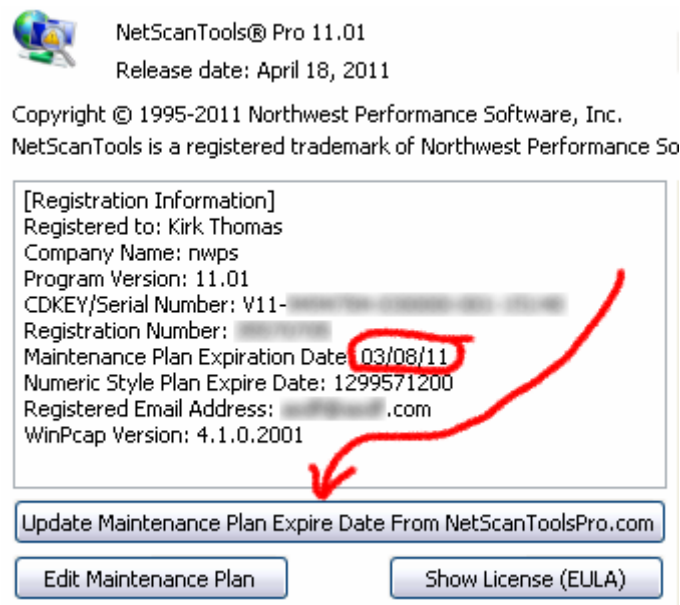 NetScanTools® Pro 11.01
Release date: April 18, 2011
Copyright © 1995-2011 Northwest Performance Software, Inc.
NetScanTools is a registered trademark of Northwest Performance So
[Registration Information]
Registered to: Kirk Thomas
Company Name: nwps
Program Version: 11.01
CDKEY/Serial Number: V11-
Registration Number:
Maintenance Plan Expiration Date: 03/08/11
Numeric Style Plan Expire Date: 1299571200
Registered Email Address: .com
WinPcap Version: 4.1.0.2001
Update Maintenance Plan Expire Date From NetScanToolsPro.com
Edit Maintenance Plan
Show License (EULA)